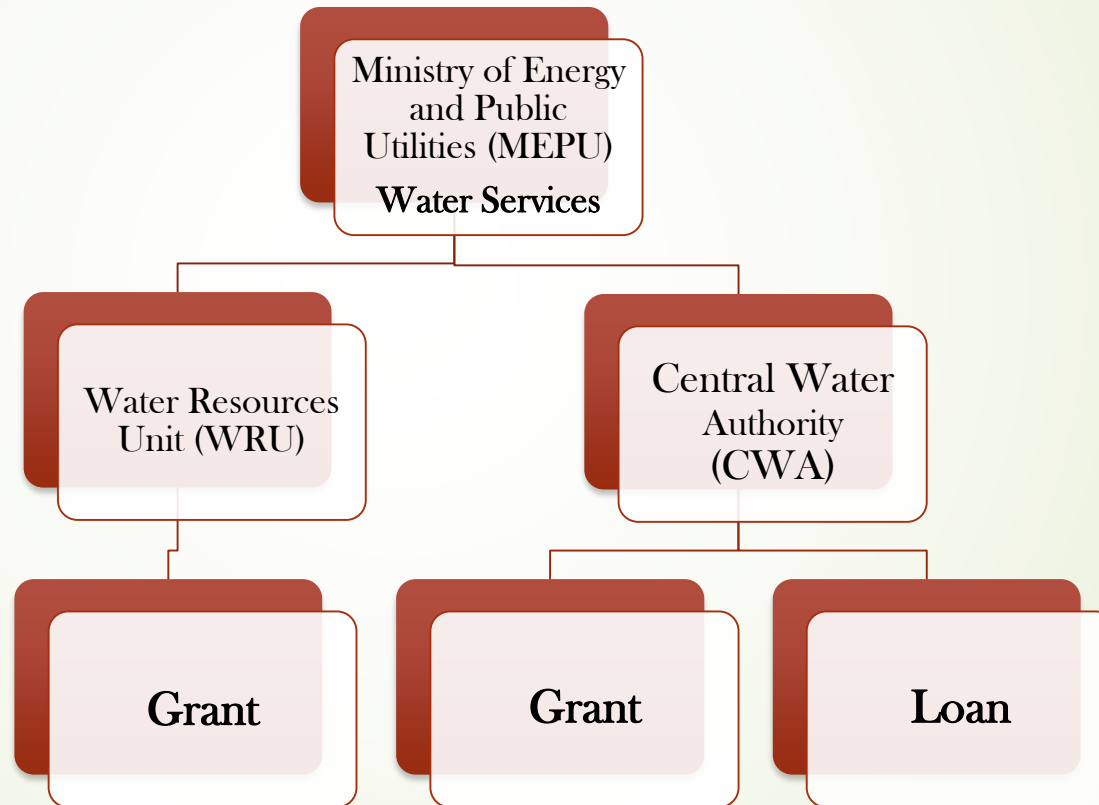 Ministry of Energy
and Public
Utilities (MEPU)
Water Services
Water Resources
Unit (WRU)
Central Water
Authority
(CWA)
Grant
Grant
Loan